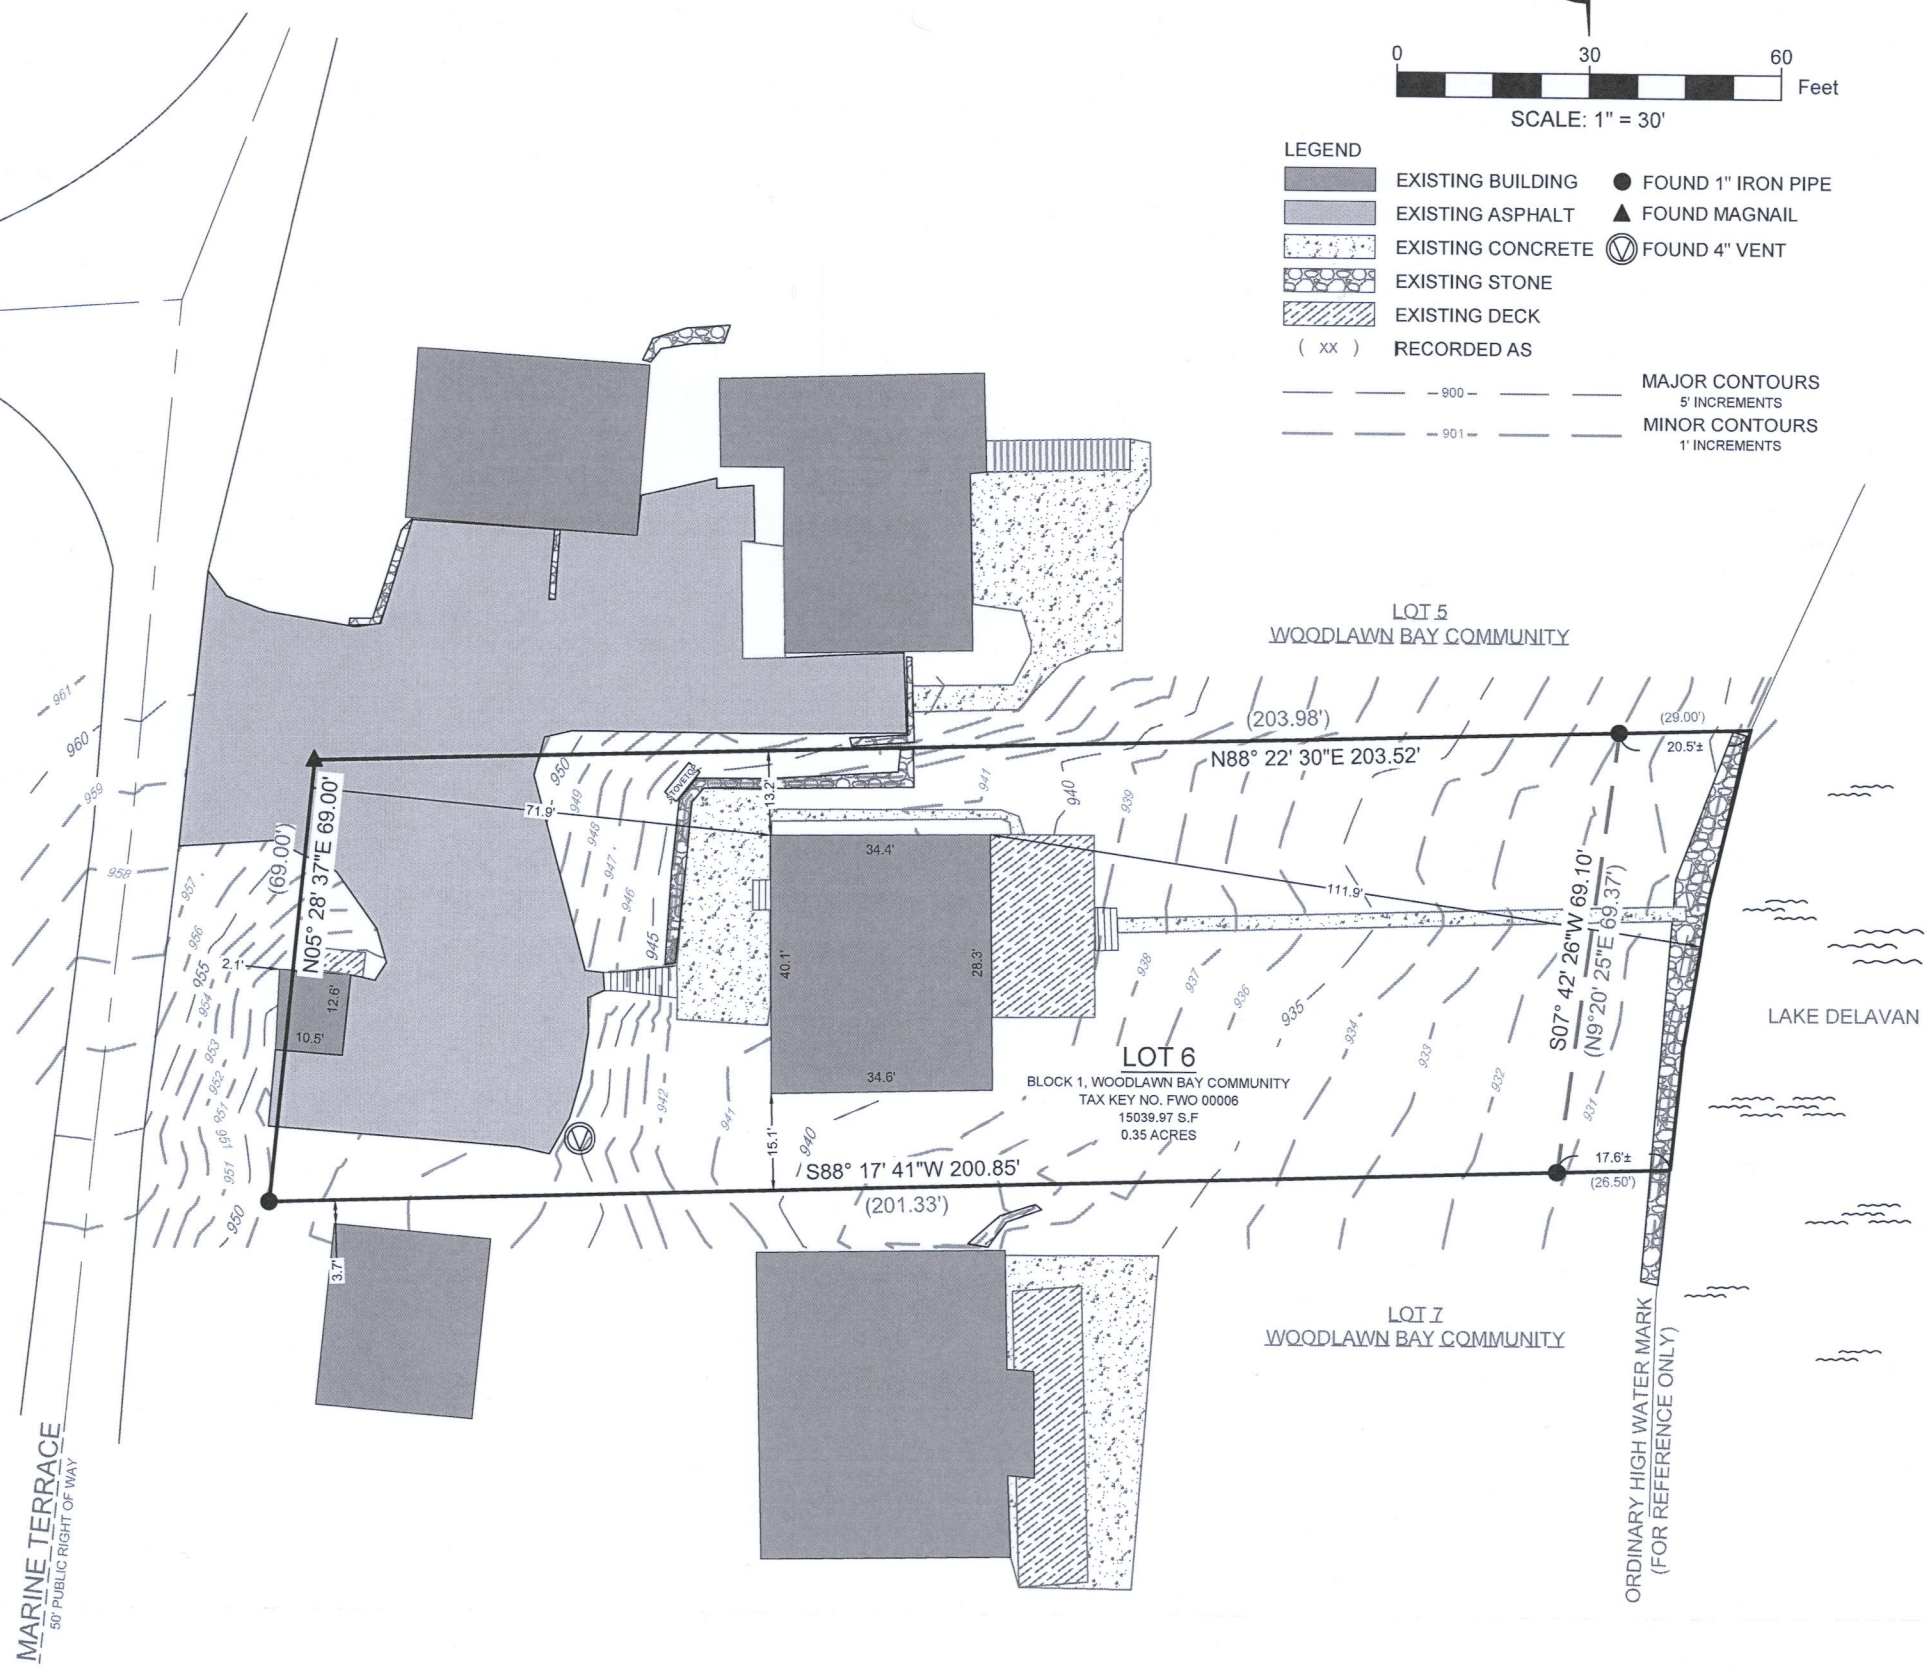 0 30 60
Feet
SCALE: 1" = 30'
LEGEND
EXISTING BUILDING
EXISTING ASPHALT
EXISTING CONCRETE
EXISTING STONE
EXISTING DECK
( xx ) RECORDED AS
FOUND 1" IRON PIPE
FOUND MAGNAIL
V FOUND 4" VENT
900
MAJOR CONTOURS
5' INCREMENTS
901
MINOR CONTOURS
1' INCREMENTS
LOT 5
WOODLAWN BAY COMMUNITY
(203.98')
N88° 22' 30"E 203.52'
(29.00')
20.5'±
961
960
959
958
957
956
955
954
953
952
951
950
951
951
950
(69.00')
N05° 28' 37"E 69.00'
71.9'
2.1'
12.6'
10.5'
950
949
948
947
946
945
STOVETOP
13.2'
941
940
939
34.4'
40.1'
28.3'
34.6'
15.1'
111.9'
938
937
936
935
934
933
932
931
942
941
940
S07° 42' 26"W 69.10'
(N9°20' 25"E 69.37')
LAKE DELAVAN
LOT 6
BLOCK 1, WOODLAWN BAY COMMUNITY
TAX KEY NO. FWO 00006
15039.97 S.F
0.35 ACRES
V
S88° 17' 41"W 200.85'
(201.33')
17.6'±
(26.50')
3.7'
LOT 7
WOODLAWN BAY COMMUNITY
ORDINARY HIGH WATER MARK
(FOR REFERENCE ONLY)
MARINE TERRACE
50' PUBLIC RIGHT OF WAY